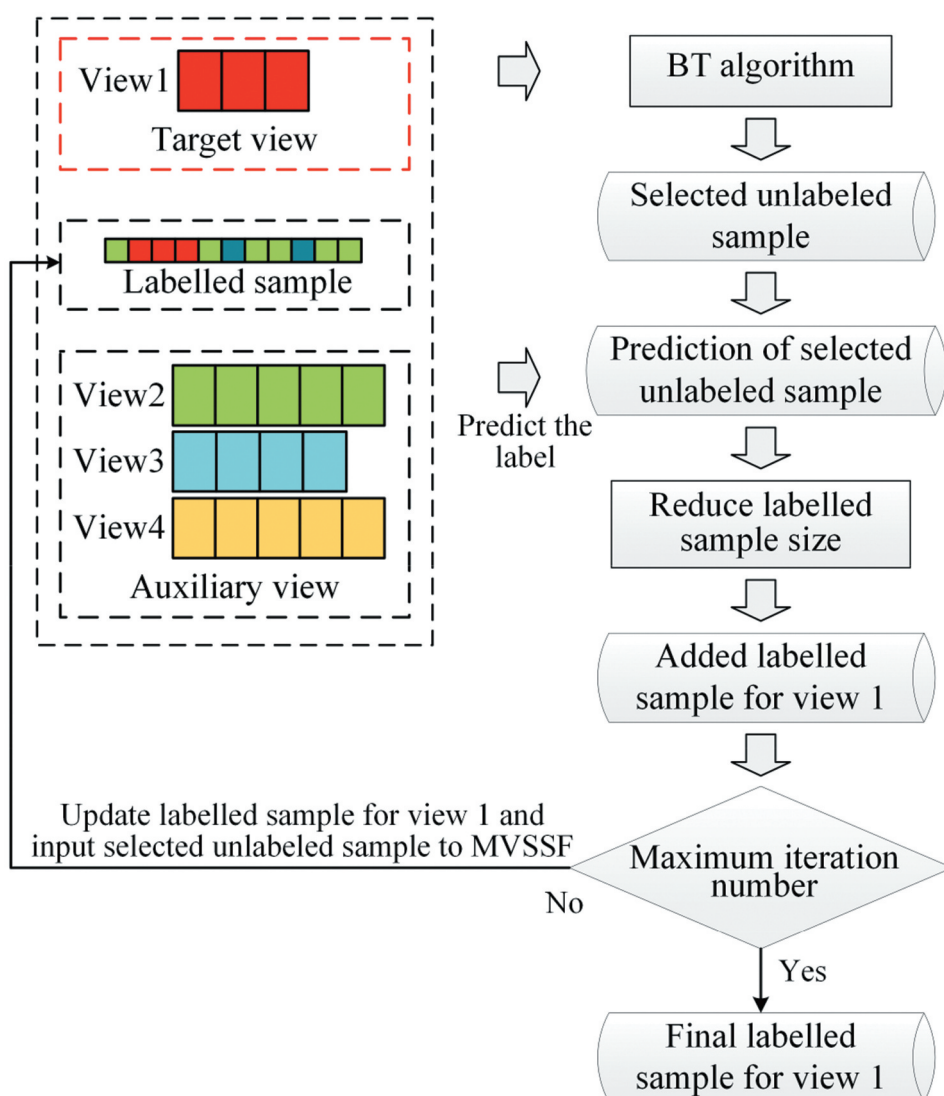 View1
Target view
Labelled sample
View2
View3
View4
Auxiliary view
Predict the
label
BT algorithm
Selected unlabeled
sample
Prediction of selected
unlabeled sample
Reduce labelled
sample size
Added labelled
sample for view 1
Maximum iteration
number
Update labelled sample for view 1 and
input selected unlabeled sample to MVSSF
No
Yes
Final labelled
sample for view 1